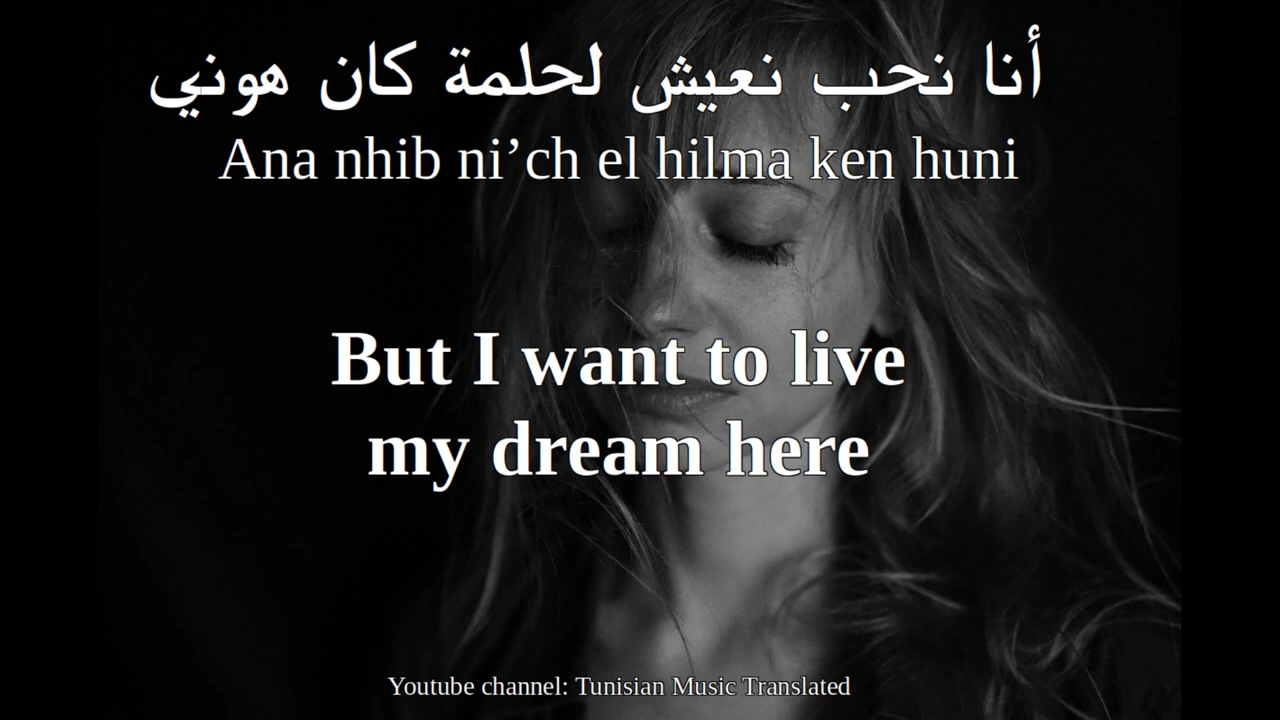 أنا نحب نعيش لحلمة كان هوني
Ana nhib ni’ch el hilma ken huni
But I want to live
my dream here
Youtube channel: Tunisian Music Translated